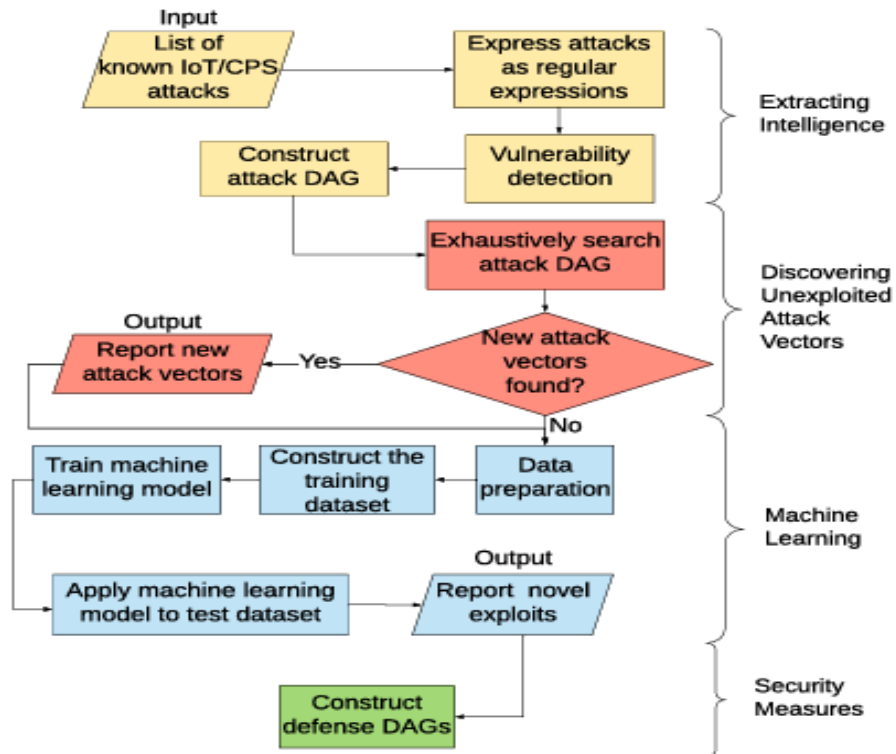 Input
List of
known IoT/CPS
attacks
Express attacks
as regular
expressions
Extracting
Intelligence
Construct
attack DAG
Vulnerability
detection
Exhaustively search
attack DAG
Discovering
Unexploited
Attack
Vectors
Output
Report new
attack vectors
Yes
New attack
vectors
found?
No
Train machine
learning model
Construct the
training
dataset
Data
preparation
Machine
Learning
Output
Apply machine learning
model to test dataset
Report novel
exploits
Construct
defense DAGs
Security
Measures